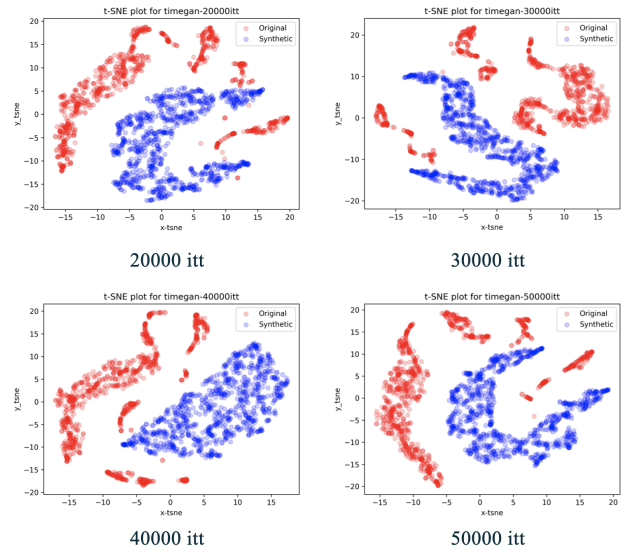 t-SNE plot for timegan-20000itt
Original
Synthetic
20
15
10
5
0
−5
−10
−15
−20
y_tsne
−15 −10 −5 0 5 10 15 20
x-tsne
20000 itt
t-SNE plot for timegan-30000itt
Original
Synthetic
20
10
0
−10
−20
y_tsne
−15 −10 −5 0 5 10 15
x-tsne
30000 itt
t-SNE plot for timegan-40000itt
Original
Synthetic
20
15
10
5
0
−5
−10
−15
−20
y_tsne
−15 −10 −5 0 5 10 15
x-tsne
40000 itt
t-SNE plot for timegan-50000itt
Original
Synthetic
20
15
10
5
0
−5
−10
−15
−20
y_tsne
−15 −10 −5 0 5 10 15 20
x-tsne
50000 itt